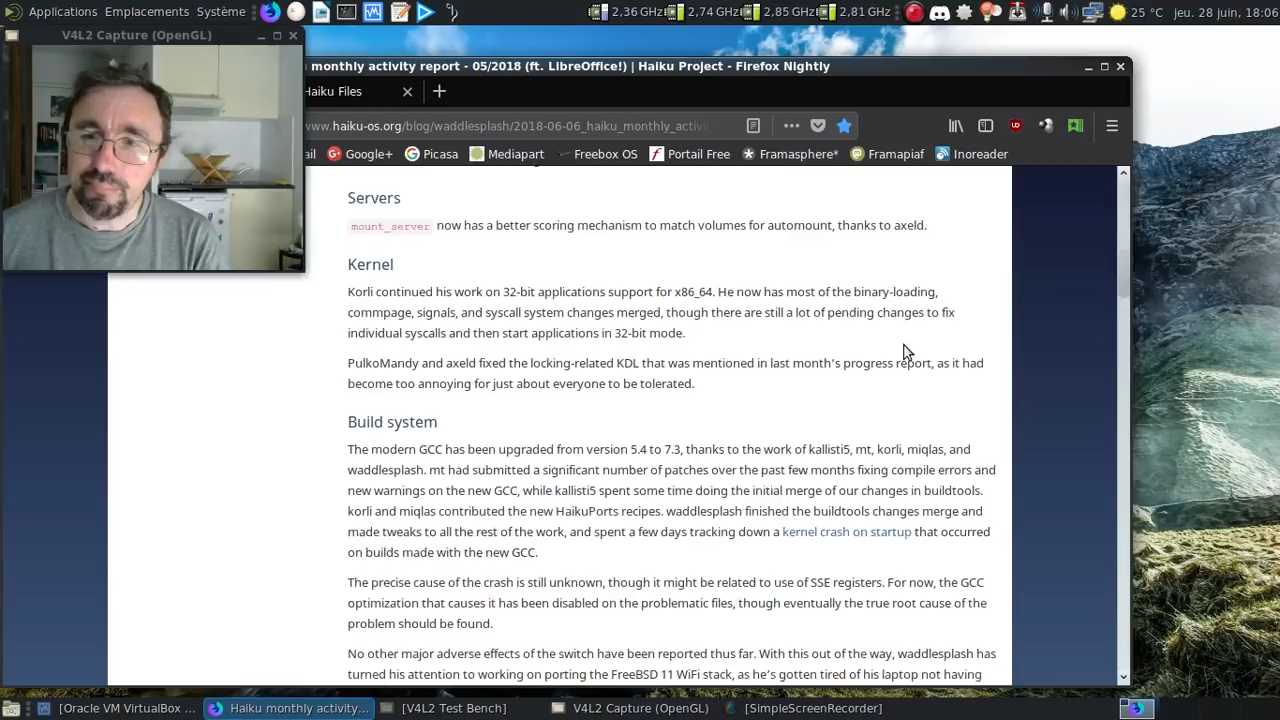 Applications Emplacements Système 2,36 GHz 2,74 GHz 2,85 GHz 2,81 GHz 25 °C jeu. 28 juin, 18:06
V4L2 Capture (OpenGL)
monthly activity report - 05/2018 (ft. LibreOffice!) | Haiku Project - Firefox Nightly
Haiku Files
www.haiku-os.org/blog/waddlesplash/2018-06-06_haiku_monthly_activi
ail Google+ Picasa Mediapart Freebox OS Portail Free Framasphere* Framapiaf Inoreader
Servers
mount_server now has a better scoring mechanism to match volumes for automount, thanks to axeld.
Kernel
Korli continued his work on 32-bit applications support for x86_64. He now has most of the binary-loading,
commpage, signals, and syscall system changes merged, though there are still a lot of pending changes to fix
individual syscalls and then start applications in 32-bit mode.
PulkoMandy and axeld fixed the locking-related KDL that was mentioned in last month’s progress report, as it had
become too annoying for just about everyone to be tolerated.
Build system
The modern GCC has been upgraded from version 5.4 to 7.3, thanks to the work of kallisti5, mt, korli, miqlas, and
waddlesplash. mt had submitted a significant number of patches over the past few months fixing compile errors and
new warnings on the new GCC, while kallisti5 spent some time doing the initial merge of our changes in buildtools.
korli and miqlas contributed the new HaikuPorts recipes. waddlesplash finished the buildtools changes merge and
made tweaks to all the rest of the work, and spent a few days tracking down a kernel crash on startup that occurred
on builds made with the new GCC.
The precise cause of the crash is still unknown, though it might be related to use of SSE registers. For now, the GCC
optimization that causes it has been disabled on the problematic files, though eventually the true root cause of the
problem should be found.
No other major adverse effects of the switch have been reported thus far. With this out of the way, waddlesplash has
turned his attention to working on porting the FreeBSD 11 WiFi stack, as he’s gotten tired of his laptop not having
[Oracle VM VirtualBox ... Haiku monthly activity... [V4L2 Test Bench] V4L2 Capture (OpenGL) [SimpleScreenRecorder]